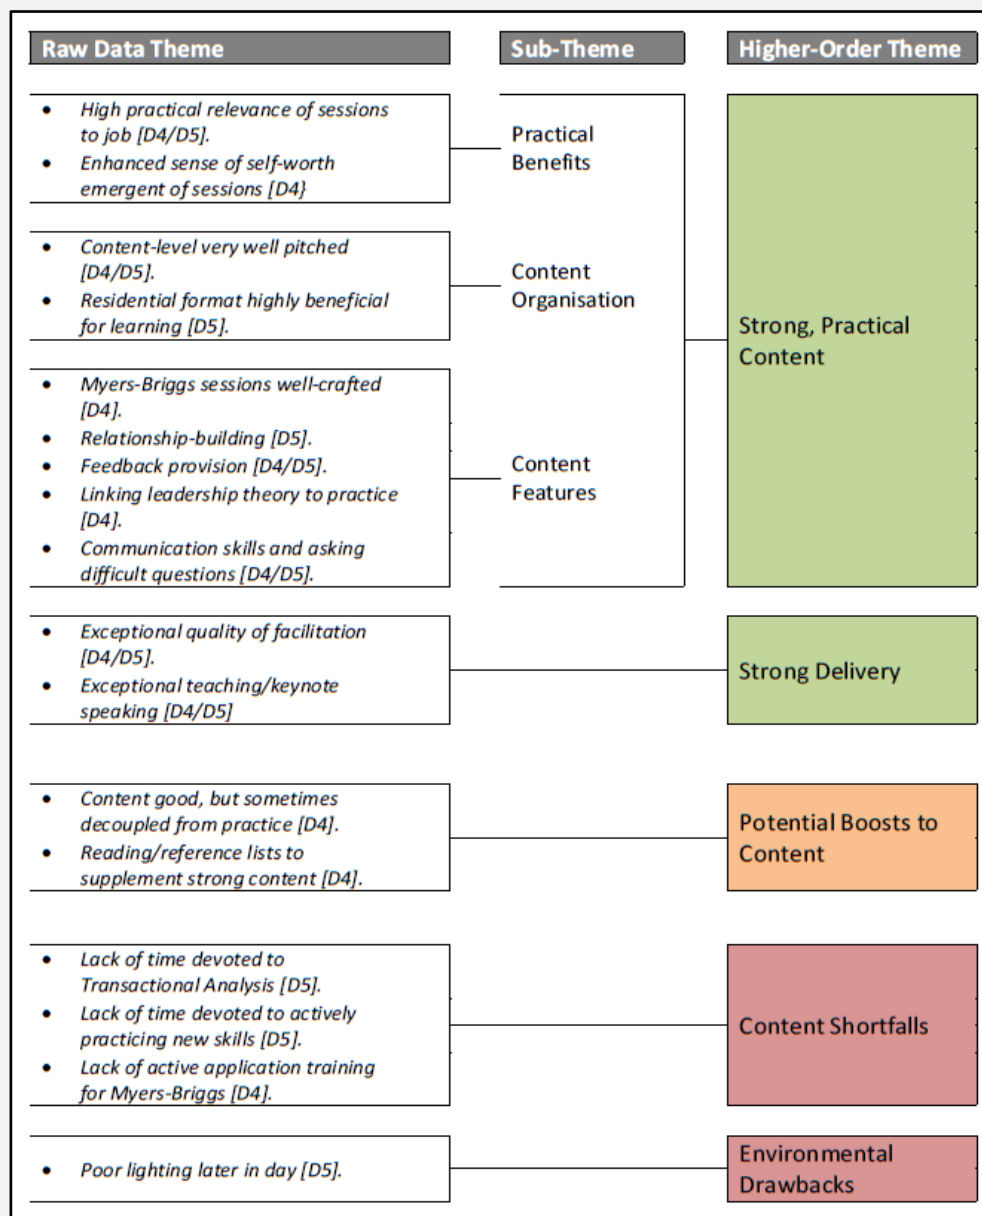 Raw Data Theme
Sub-Theme
Higher-Order Theme
• High practical relevance of sessions
to job [D4/D5].
• Enhanced sense of self-worth
emergent of sessions [D4}
Practical
Benefits
• Content-level very well pitched
[D4/D5].
• Residential format highly beneficial
for learning [D5].
Content
Organisation
• Myers-Briggs sessions well-crafted
[D4].
• Relationship-building [D5].
• Feedback provision [D4/D5].
• Linking leadership theory to practice
[D4].
• Communication skills and asking
difficult questions [D4/D5].
Content
Features
Strong, Practical
Content
• Exceptional quality of facilitation
[D4/D5].
• Exceptional teaching/keynote
speaking [D4/D5]
Strong Delivery
• Content good, but sometimes
decoupled from practice [D4].
• Reading/reference lists to
supplement strong content [D4].
Potential Boosts to
Content
• Lack of time devoted to
Transactional Analysis [D5].
• Lack of time devoted to actively
practicing new skills [D5].
• Lack of active application training
for Myers-Briggs [D4].
Content Shortfalls
• Poor lighting later in day [D5].
Environmental
Drawbacks